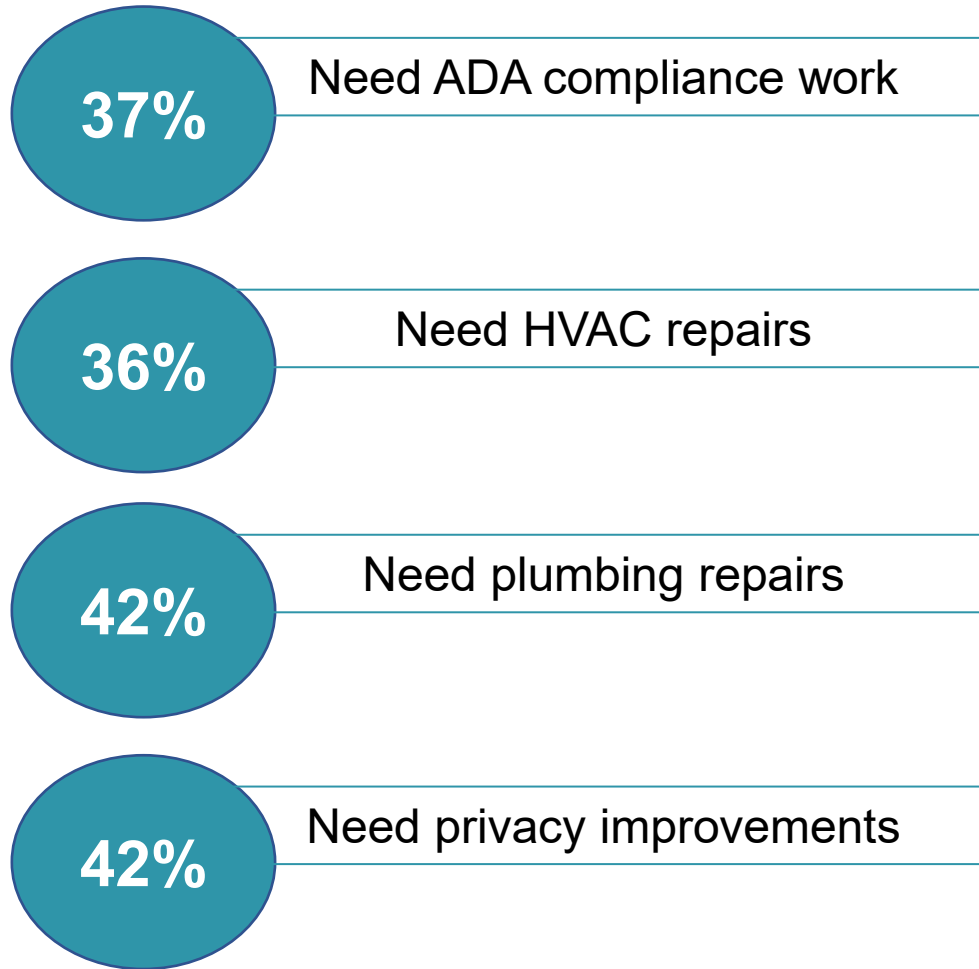 37%
Need ADA compliance work
36%
Need HVAC repairs
42%
Need plumbing repairs
42%
Need privacy improvements